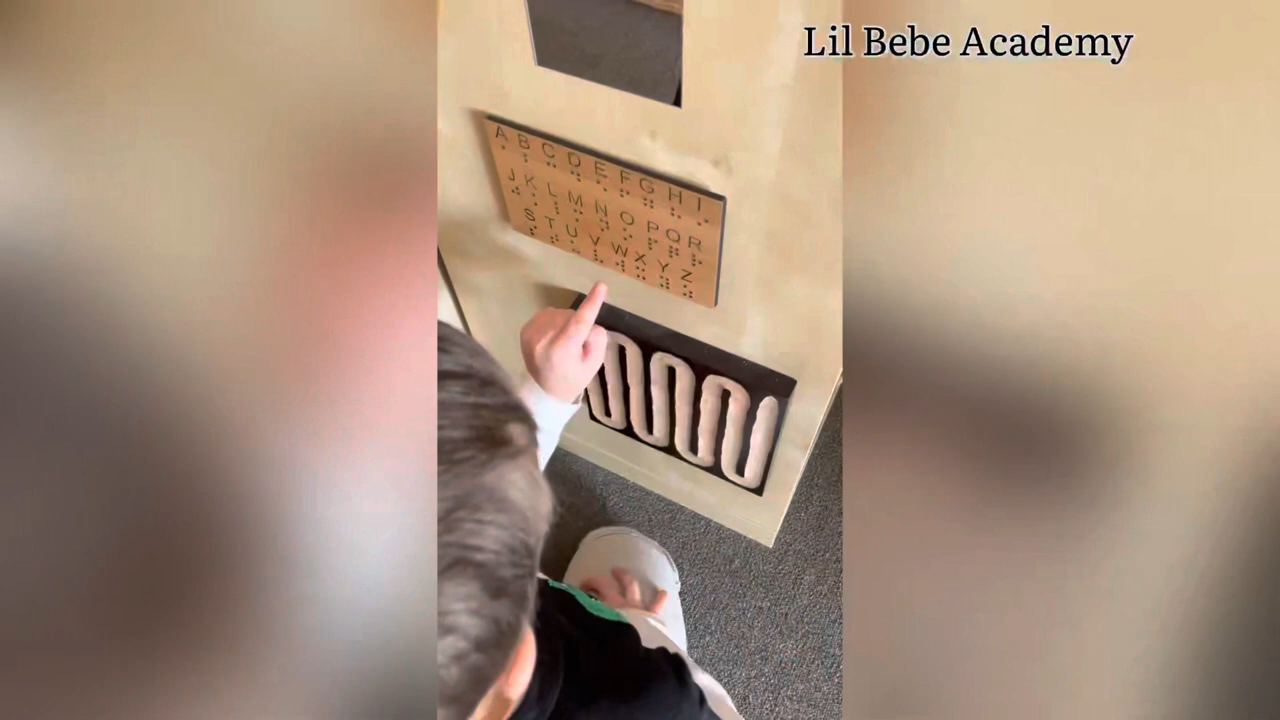 Lil Bebe Academy
A B C D E F G H I
J K L M N O P Q R
S T U V W X Y Z